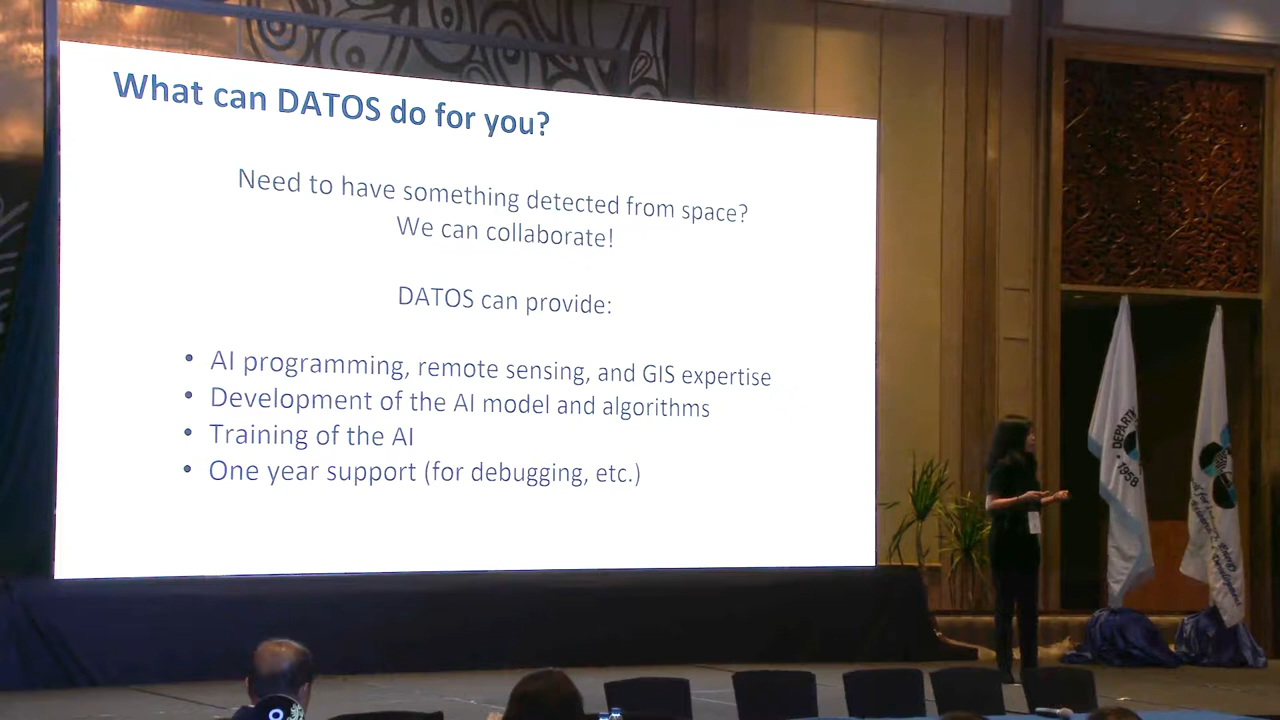 What can DATOS do for you?
Need to have something detected from space?
We can collaborate!
DATOS can provide:
• AI programming, remote sensing, and GIS expertise
• Development of the AI model and algorithms
• Training of the AI
• One year support (for debugging, etc.)
1958